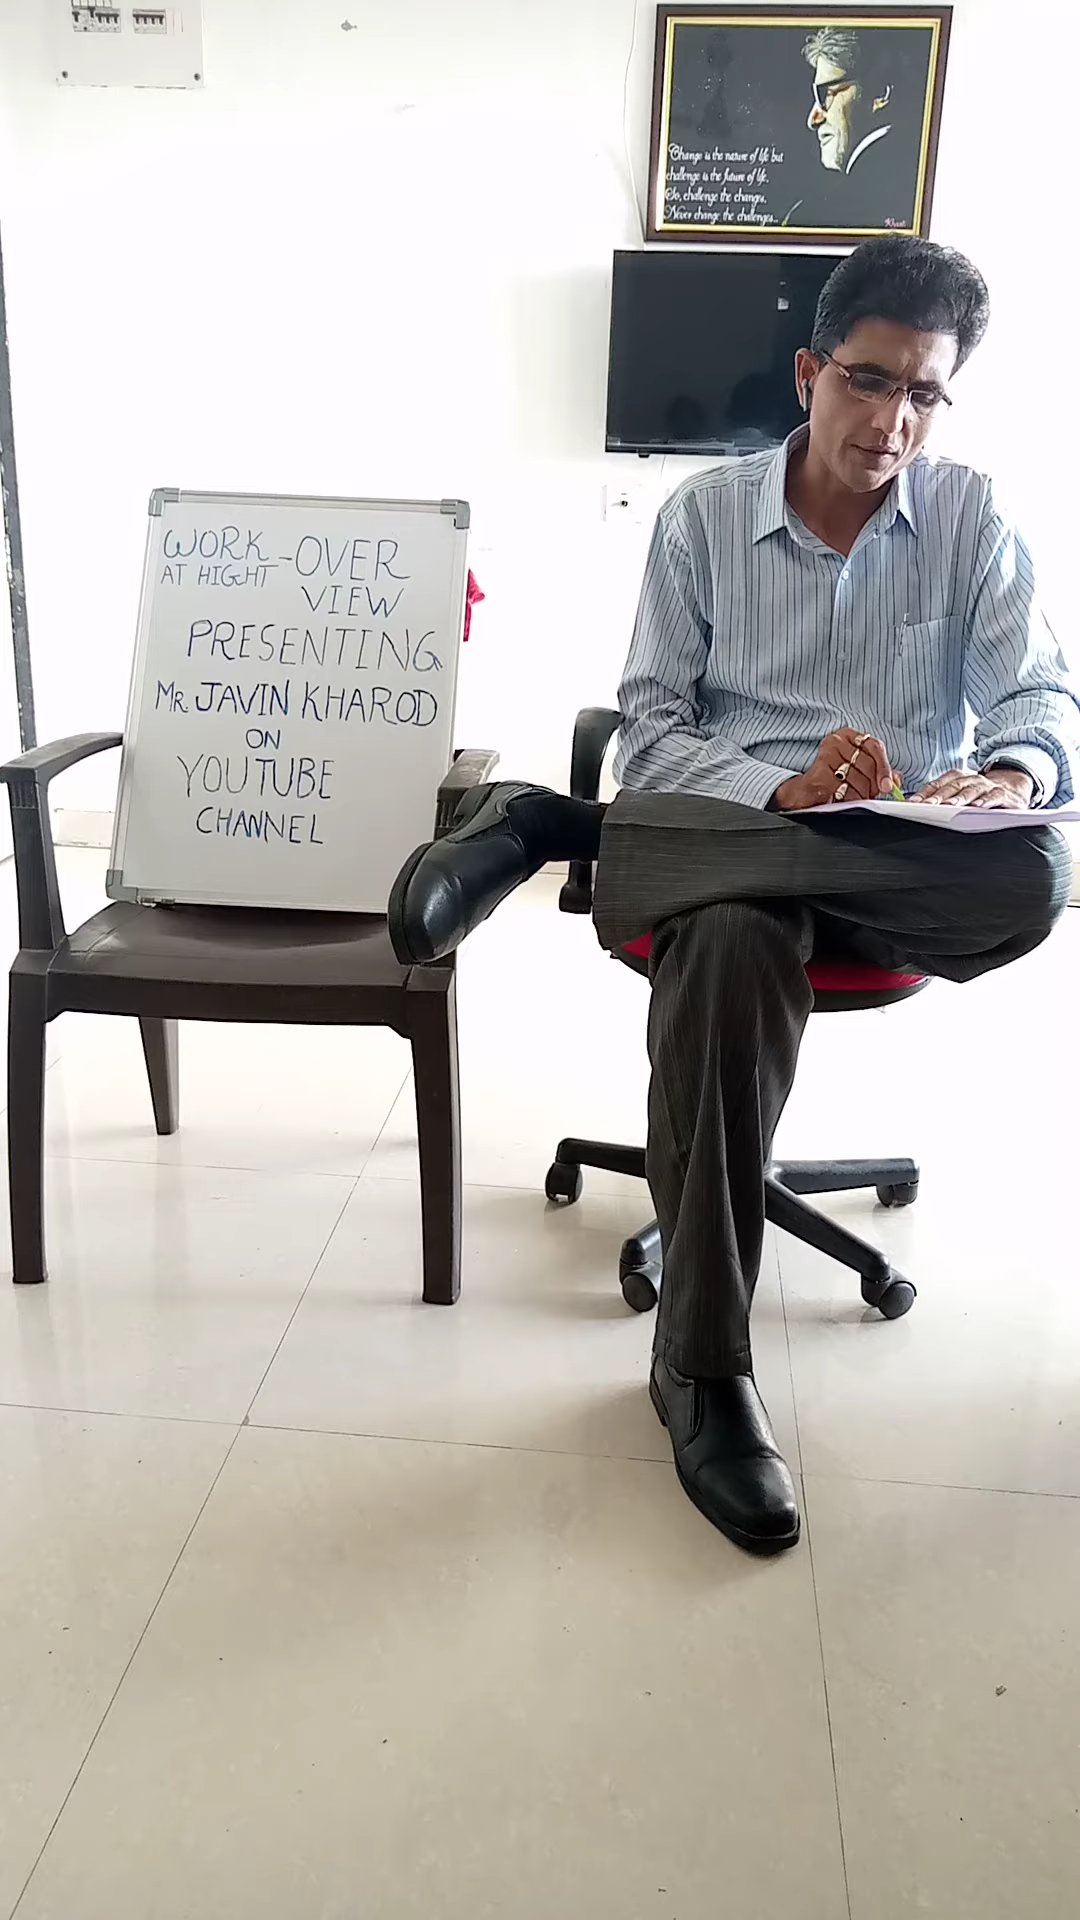 Change is the nature of life but
challenge is the future of life.
So, challenge the changes,
Never change the challenges..
WORK - OVER
AT HIGHT VIEW
PRESENTING
MR. JAVIN KHAROD
ON
YOUTUBE
CHANNEL